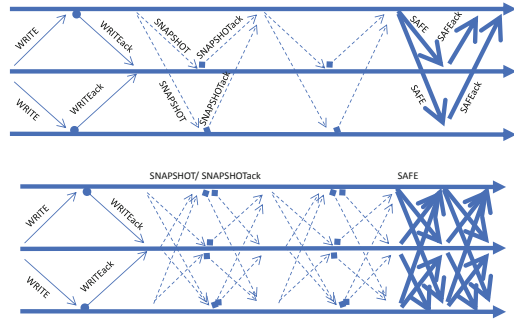 WRITE
WRITEack
SNAPSHOT
SNAPSHOTack
SAFE
SAFEack
WRITE
WRITEack
SNAPSHOT
SNAPSHOTack
SAFE
SAFEack
SNAPSHOT/ SNAPSHOTack
SAFE
WRITE
WRITEack
WRITE
WRITEack